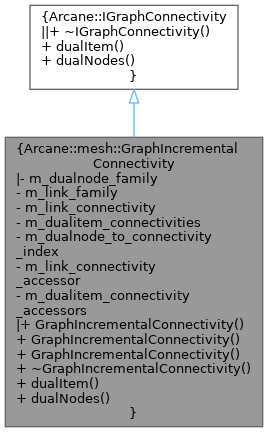 {Arcane::IGraphConnectivity
||+ ~IGraphConnectivity()
+ dualItem()
+ dualNodes()
}
{Arcane::mesh::GraphIncremental
Connectivity
|- m_dualnode_family
- m_link_family
- m_link_connectivity
- m_dualitem_connectivities
- m_dualnode_to_connectivity
_index
- m_link_connectivity
_accessor
- m_dualitem_connectivity
_accessors
|+ GraphIncrementalConnectivity()
+ GraphIncrementalConnectivity()
+ GraphIncrementalConnectivity()
+ ~GraphIncrementalConnectivity()
+ dualItem()
+ dualNodes()
}